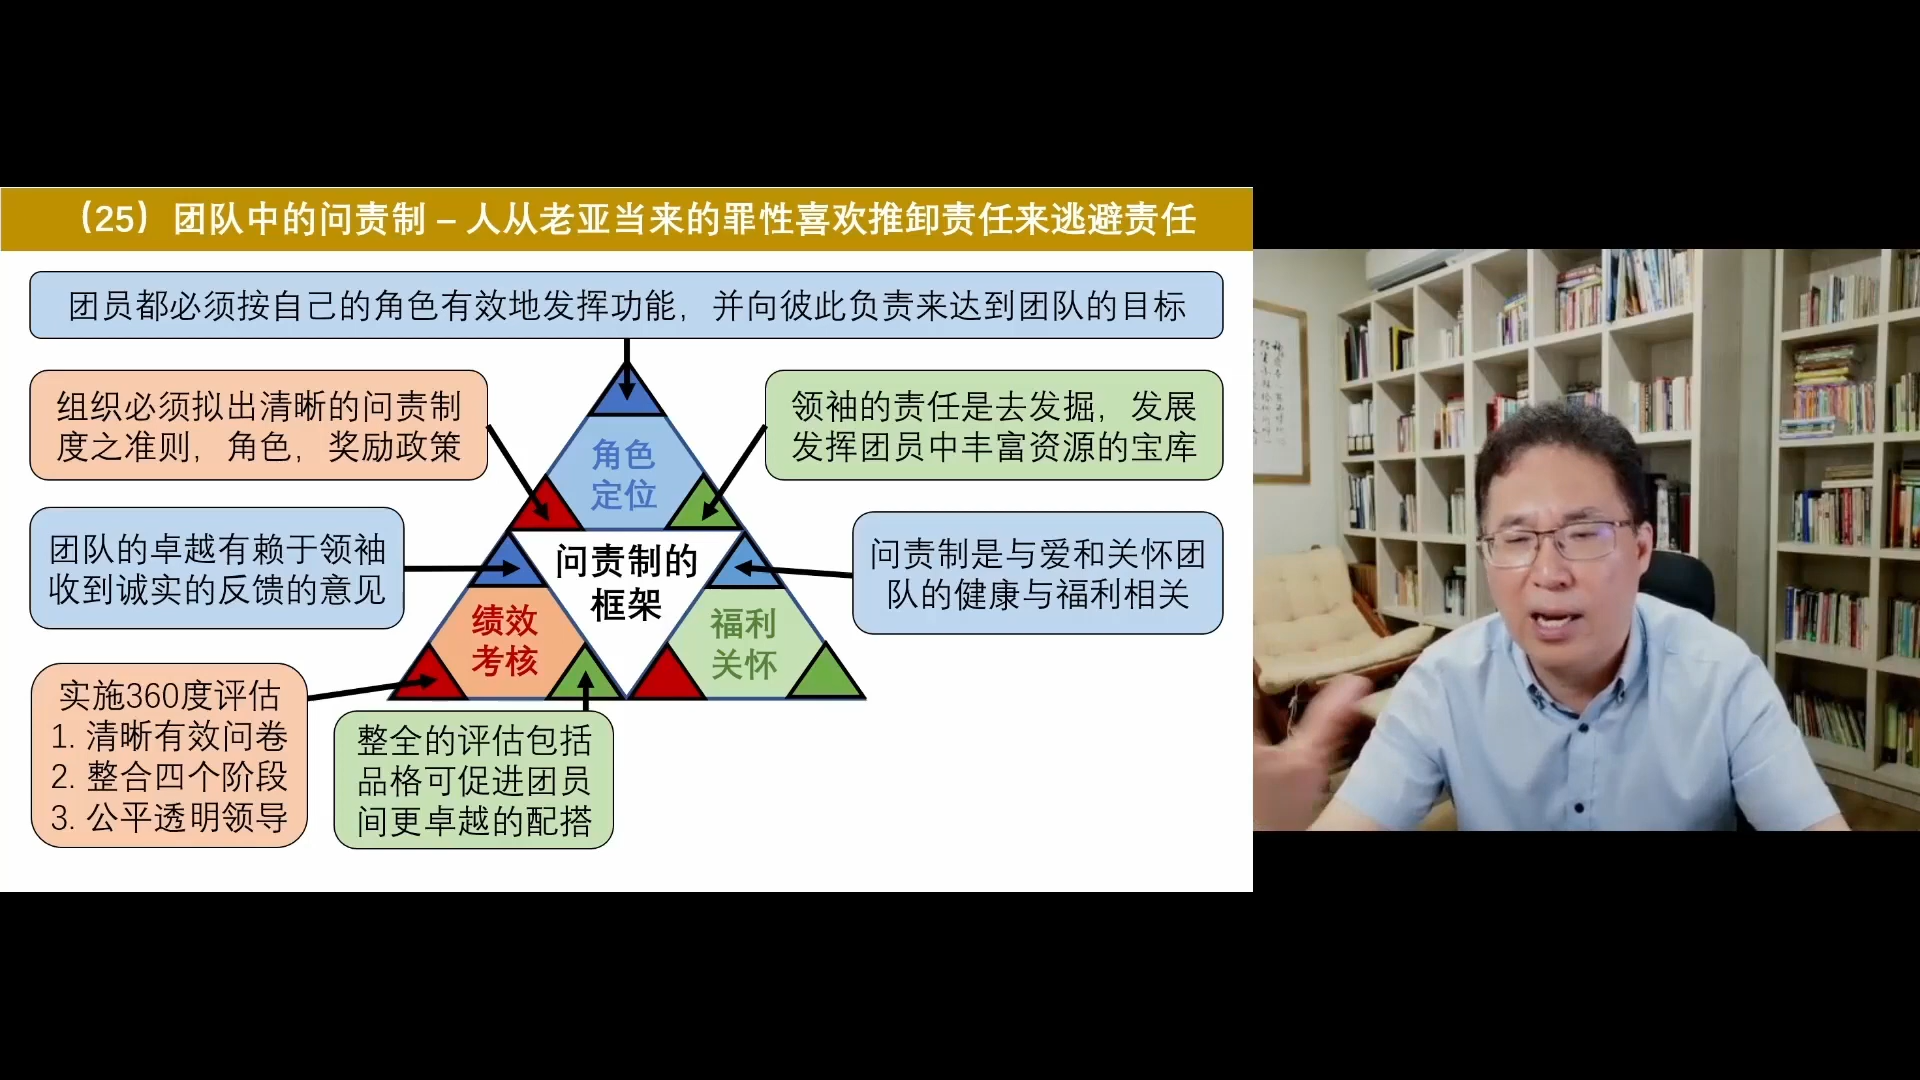 （25）团队中的问责制 – 人从老亚当来的罪性喜欢推卸责任来逃避责任
团员都必须按自己的角色有效地发挥功能，并向彼此负责来达到团队的目标
组织必须拟出清晰的问责制
度之准则，角色，奖励政策
领袖的责任是去发掘，发展
发挥团员中丰富资源的宝库
角色
定位
团队的卓越有赖于领袖
收到诚实的反馈的意见
问责制的
框架
问责制是与爱和关怀团
队的健康与福利相关
绩效
考核
福利
关怀
实施360度评估
1. 清晰有效问卷
2. 整合四个阶段
3. 公平透明领导
整全的评估包括
品格可促进团员
间更卓越的配搭